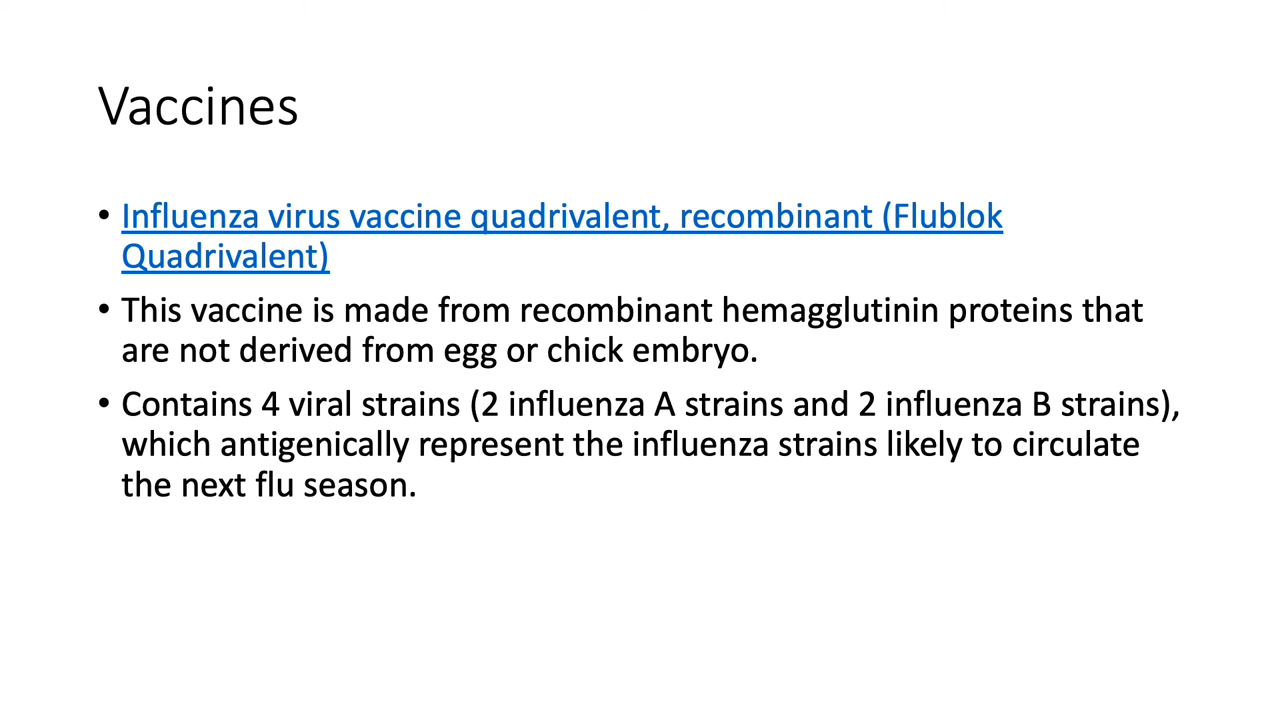 Vaccines
• Influenza virus vaccine quadrivalent, recombinant (Flublok
Quadrivalent)
• This vaccine is made from recombinant hemagglutinin proteins that
are not derived from egg or chick embryo.
• Contains 4 viral strains (2 influenza A strains and 2 influenza B strains),
which antigenically represent the influenza strains likely to circulate
the next flu season.